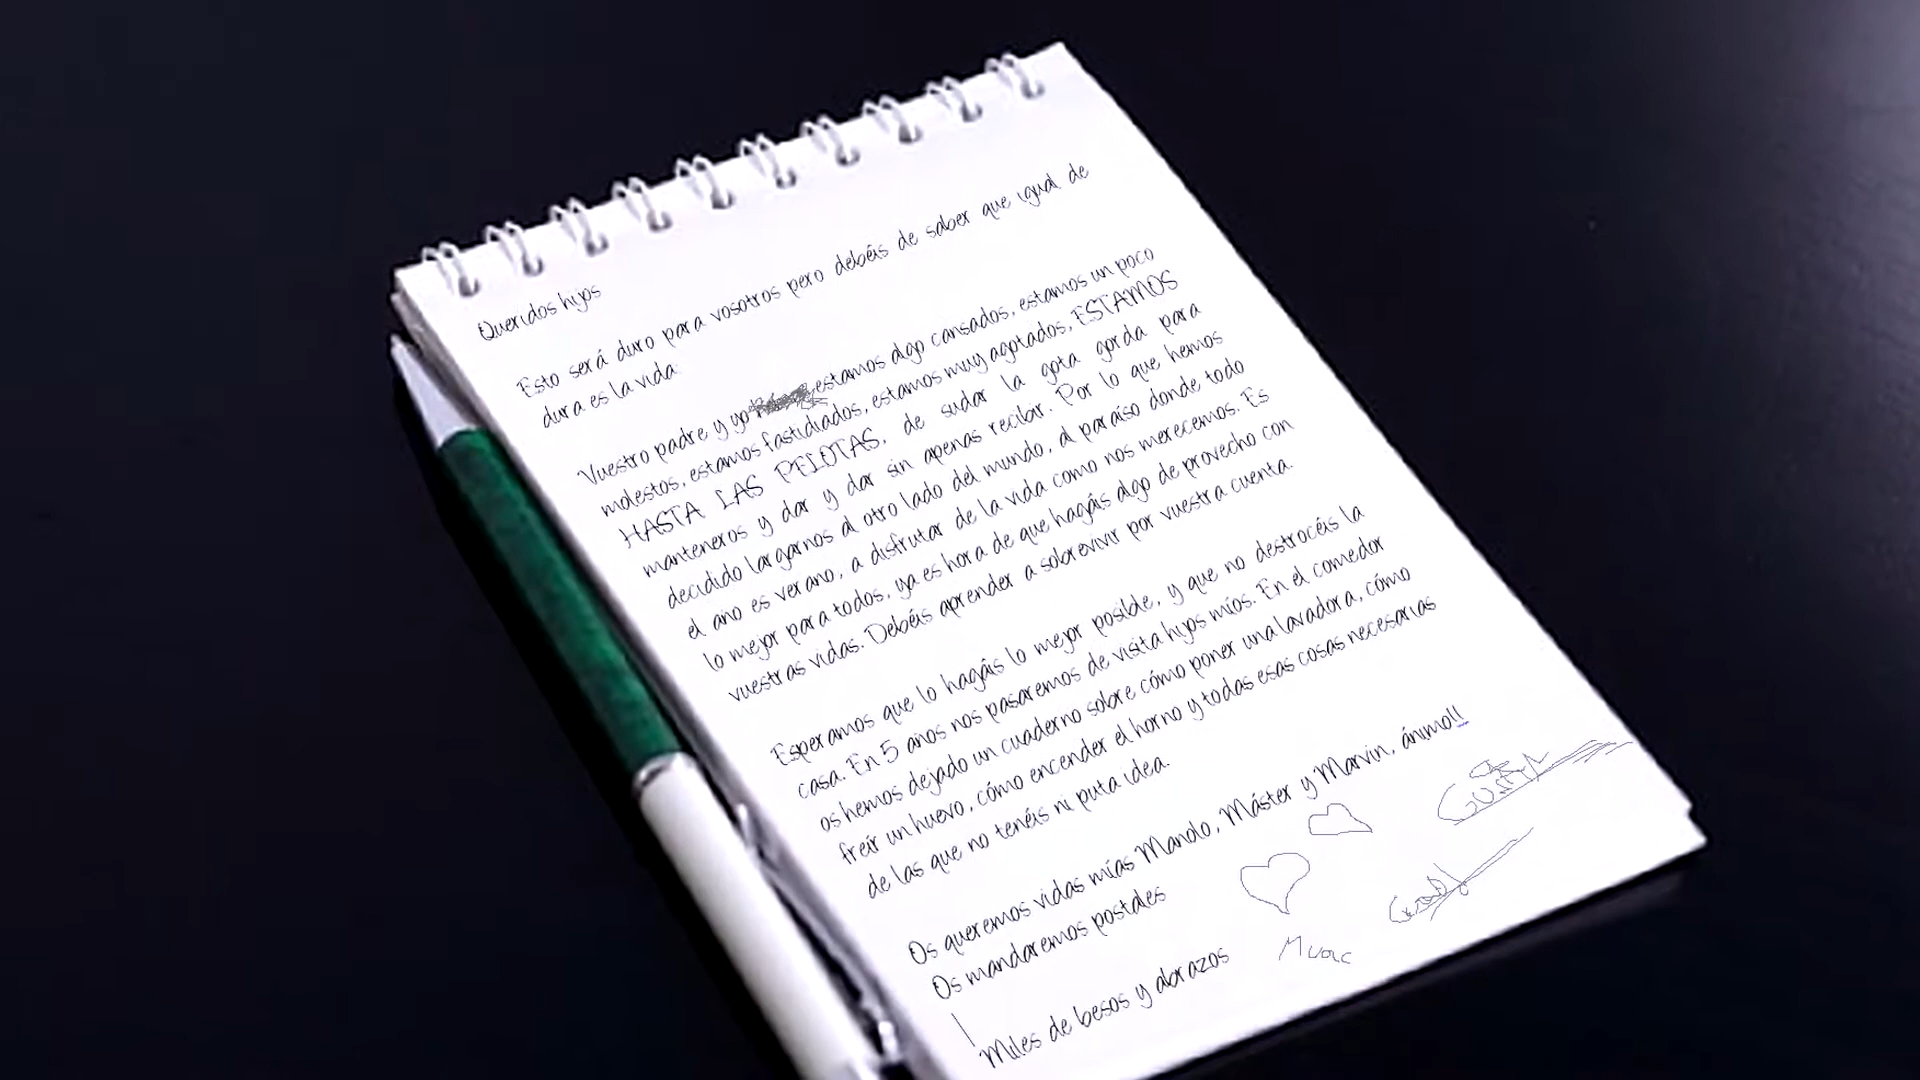 Queridos hijos
Esto será duro para vosotros pero debéis de saber que igual de
dura es la vida.
Vuestro padre y yo estamos algo cansados, estamos un poco
molestos, estamos fastidiados, estamos muy agotados, ESTAMOS
HASTA LAS PELOTAS, de sudar la gota gorda para
manteneros y dar y dar sin apenas recibir. Por lo que hemos
decidido largarnos al otro lado del mundo, al paraíso donde todo
el año es verano, a disfrutar de la vida como nos merecemos. Es
lo mejor para todos, ya es hora de que hagáis algo de provecho con
vuestras vidas. Debéis aprender a sobrevivir por vuestra cuenta.
Esperamos que lo hagáis lo mejor posible, y que no destrocéis la
casa. En 5 años nos pasaremos de visita hijos míos. En el comedor
os hemos dejado un cuaderno sobre cómo poner una lavadora, cómo
freír un huevo, cómo encender el horno y todas esas cosas necesarias
de las que no tenéis ni puta idea.
Os queremos vidas mías Manolo, Máster y Marvin, ánimo!!
Os mandaremos postales
Miles de besos y abrazos
Muac